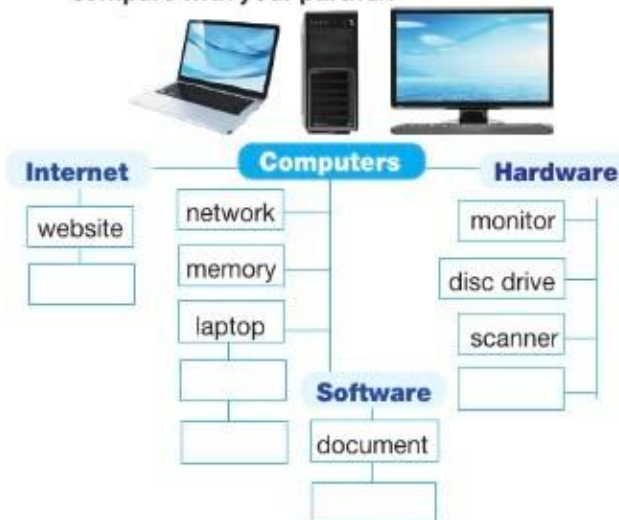 Computers
Internet
Hardware
website
network
memory
laptop
monitor
disc drive
scanner
Software
document